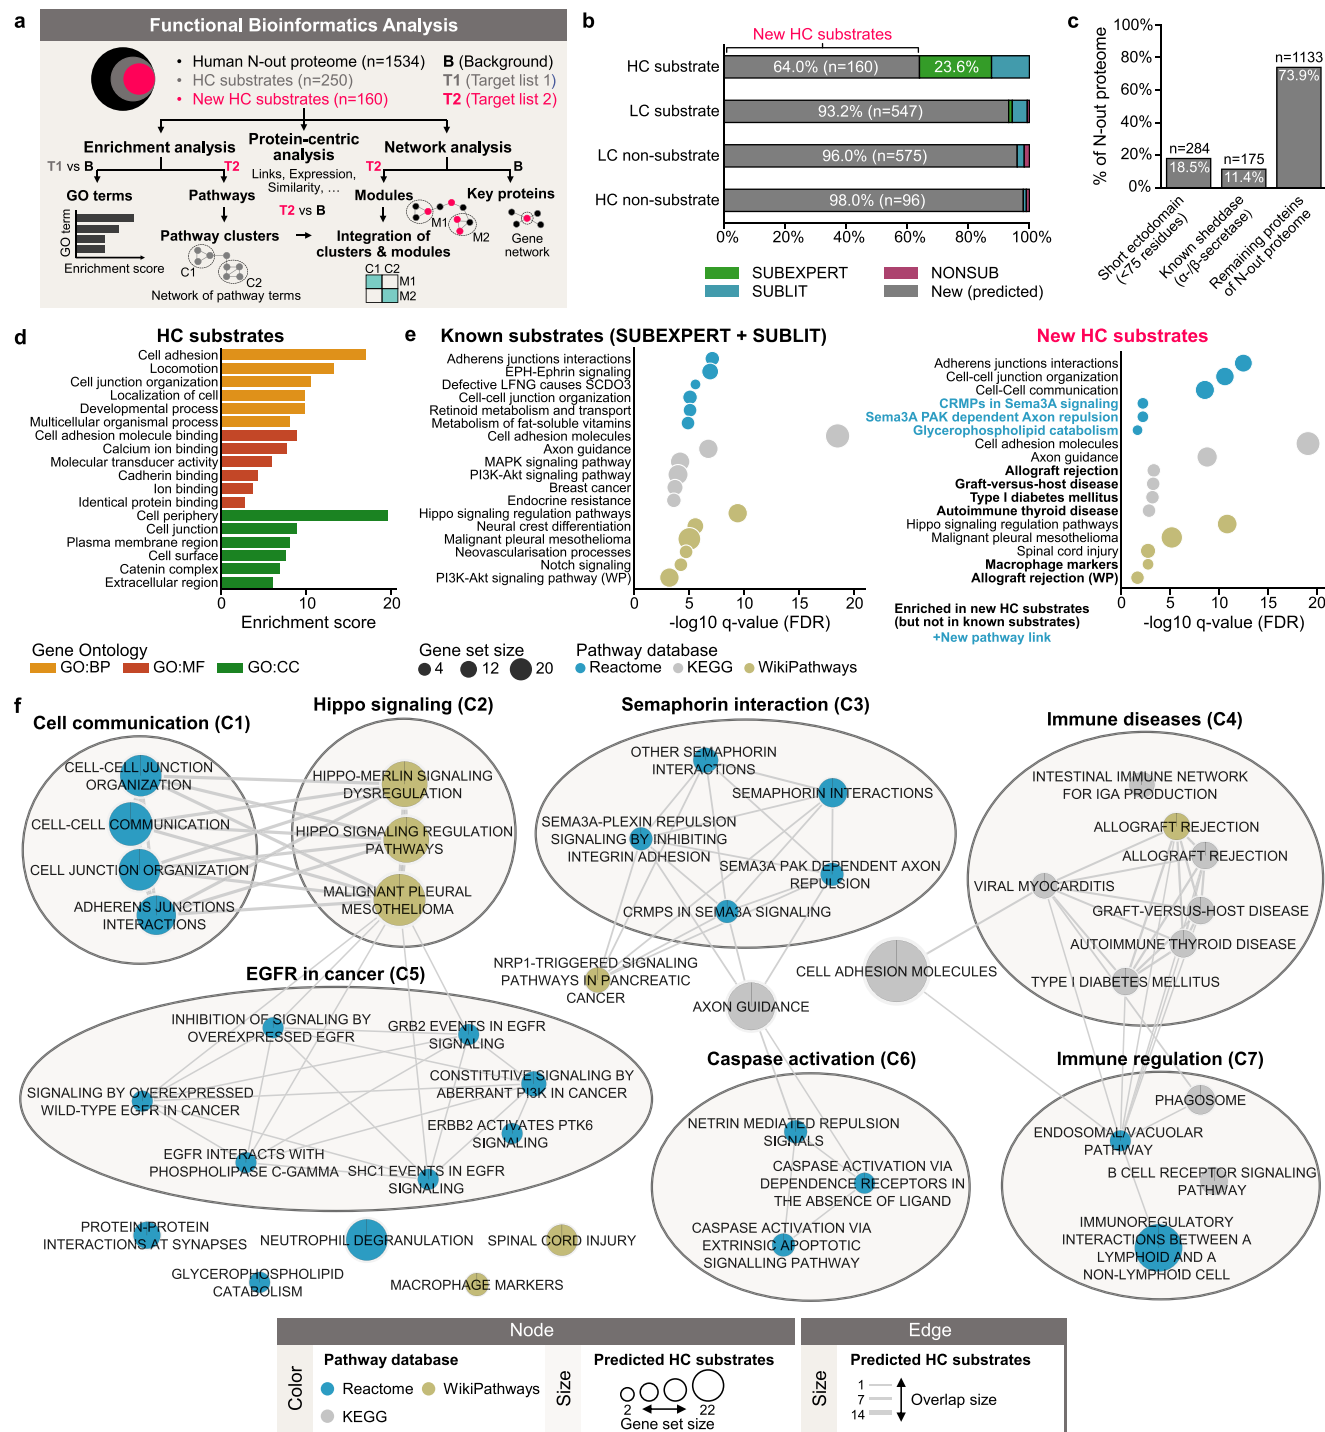 a
Functional Bioinformatics Analysis
• Human N-out proteome (n=1534) B (Background)
• HC substrates (n=250) T1 (Target list 1)
• New HC substrates (n=160) T2 (Target list 2)
Enrichment analysis
Protein-centric
analysis
Links, Expression,
Similarity, ...
Network analysis
T1 vs B
T2
T2
B
GO terms
Pathways
T2 vs B
Modules
Key proteins
GO term
Enrichment score
Pathway clusters
C1
C2
Network of pathway terms
Integration of
clusters & modules
C1 C2
M1
M2
M1
M2
Gene
network
b
New HC substrates
HC substrate
64.0% (n=160)
23.6%
LC substrate
93.2% (n=547)
LC non-substrate
96.0% (n=575)
HC non-substrate
98.0% (n=96)
0% 20% 40% 60% 80% 100%
SUBEXPERT
NONSUB
SUBLIT
New (predicted)
c
% of N-out proteome
100%
80%
60%
40%
20%
0%
n=284
18.5%
n=175
11.4%
n=1133
73.9%
Short ectodomain
(<75 residues)
Known sheddase
(α-/β-secretase)
Remaining proteins
of N-out proteome
d
HC substrates
Cell adhesion
Locomotion
Cell junction organization
Localization of cell
Developmental process
Multicellular organismal process
Cell adhesion molecule binding
Calcium ion binding
Molecular transducer activity
Cadherin binding
Ion binding
Identical protein binding
Cell periphery
Cell junction
Plasma membrane region
Cell surface
Catenin complex
Extracellular region
0 5 10 15 20
Enrichment score
Gene Ontology
GO:BP GO:MF GO:CC
e
Known substrates (SUBEXPERT + SUBLIT)
Adherens junctions interactions
EPH-Ephrin signaling
Defective LFNG causes SCDO3
Cell-cell junction organization
Retinoid metabolism and transport
Metabolism of fat-soluble vitamins
Cell adhesion molecules
Axon guidance
MAPK signaling pathway
PI3K-Akt signaling pathway
Breast cancer
Endocrine resistance
Hippo signaling regulation pathways
Neural crest differentiation
Malignant pleural mesothelioma
Neovascularisation processes
Notch signaling
PI3K-Akt signaling pathway (WP)
0 5 10 15 20
-log10 q-value (FDR)
New HC substrates
Adherens junctions interactions
Cell-cell junction organization
Cell-Cell communication
CRMPs in Sema3A signaling
Sema3A PAK dependent Axon repulsion
Glycerophospholipid catabolism
Cell adhesion molecules
Axon guidance
Allograft rejection
Graft-versus-host disease
Type I diabetes mellitus
Autoimmune thyroid disease
Hippo signaling regulation pathways
Malignant pleural mesothelioma
Spinal cord injury
Macrophage markers
Allograft rejection (WP)
0 5 10 15 20
-log10 q-value (FDR)
Enriched in new HC substrates
(but not in known substrates)
+New pathway link
Gene set size
4 12 20
Pathway database
Reactome KEGG WikiPathways
f
Cell communication (C1)
CELL-CELL JUNCTION
ORGANIZATION
CELL-CELL COMMUNICATION
CELL JUNCTION ORGANIZATION
ADHERENS JUNCTIONS
INTERACTIONS
Hippo signaling (C2)
HIPPO-MERLIN SIGNALING
DYSREGULATION
HIPPO SIGNALING REGULATION
PATHWAYS
MALIGNANT PLEURAL
MESOTHELIOMA
Semaphorin interaction (C3)
OTHER SEMAPHORIN
INTERACTIONS
SEMAPHORIN INTERACTIONS
SEMA3A-PLEXIN REPULSION
SIGNALING BY INHIBITING
INTEGRIN ADHESION
SEMA3A PAK DEPENDENT AXON
REPULSION
CRMPS IN SEMA3A SIGNALING
NRP1-TRIGGERED SIGNALING
PATHWAYS IN PANCREATIC
CANCER
AXON GUIDANCE
CELL ADHESION MOLECULES
Immune diseases (C4)
INTESTINAL IMMUNE NETWORK
FOR IGA PRODUCTION
ALLOGRAFT REJECTION
ALLOGRAFT REJECTION
VIRAL MYOCARDITIS
GRAFT-VERSUS-HOST DISEASE
AUTOIMMUNE THYROID DISEASE
TYPE I DIABETES MELLITUS
EGFR in cancer (C5)
INHIBITION OF SIGNALING BY
OVEREXPRESSED EGFR
GRB2 EVENTS IN EGFR
SIGNALING
SIGNALING BY OVEREXPRESSED
WILD-TYPE EGFR IN CANCER
CONSTITUTIVE SIGNALING BY
ABERRANT PI3K IN CANCER
ERBB2 ACTIVATES PTK6
SIGNALING
EGFR INTERACTS WITH
PHOSPHOLIPASE C-GAMMA
SHC1 EVENTS IN EGFR
SIGNALING
Caspase activation (C6)
NETRIN MEDIATED REPULSION
SIGNALS
CASPASE ACTIVATION VIA
DEPENDENCE RECEPTORS IN
THE ABSENCE OF LIGAND
CASPASE ACTIVATION VIA
EXTRINSIC APOPTOTIC
SIGNALLING PATHWAY
Immune regulation (C7)
PHAGOSOME
ENDOSOMAL/VACUOLAR
PATHWAY
B CELL RECEPTOR SIGNALING
PATHWAY
IMMUNOREGULATORY
INTERACTIONS BETWEEN A
LYMPHOID AND A
NON-LYMPHOID CELL
PROTEIN-PROTEIN
INTERACTIONS AT SYNAPSES
NEUTROPHIL DEGRANULATION
SPINAL CORD INJURY
GLYCEROPHOSPHOLIPID
CATABOLISM
MACROPHAGE MARKERS
Node
Edge
Color
Pathway database
Reactome WikiPathways
KEGG
Size
Predicted HC substrates
2 22
Gene set size
Size
Predicted HC substrates
1
7
14
Overlap size